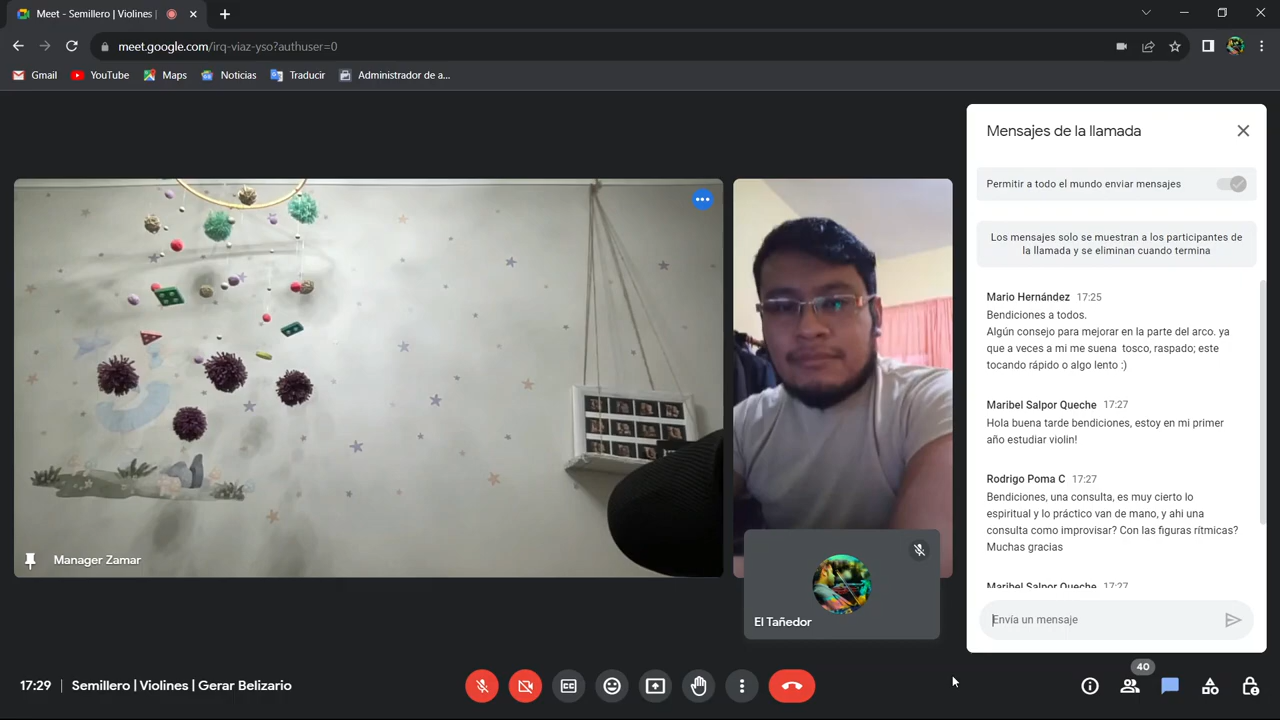 Meet - Semillero | Violines |
meet.google.com/irq-viaz-yso?authuser=0
Gmail
YouTube
Maps
Noticias
Traducir
Administrador de a...
Mensajes de la llamada
Permitir a todo el mundo enviar mensajes
Los mensajes solo se muestran a los participantes de
la llamada y se eliminan cuando termina
Mario Hernández 17:25
Bendiciones a todos.
Algún consejo para mejorar en la parte del arco. ya
que a veces a mi me suena tosco, raspado; este
tocando rápido o algo lento :)
Maribel Salpor Queche 17:27
Hola buena tarde bendiciones, estoy en mi primer
año estudiar violin!
Rodrigo Poma C 17:27
Bendiciones, una consulta, es muy cierto lo
espiritual y lo práctico van de mano, y ahi una
consulta como improvisar? Con las figuras rítmicas?
Muchas gracias
Maribel Salpor Queche 17:27
Envía un mensaje
Manager Zamar
El Tañedor
17:29 | Semillero | Violines | Gerar Belizario
40